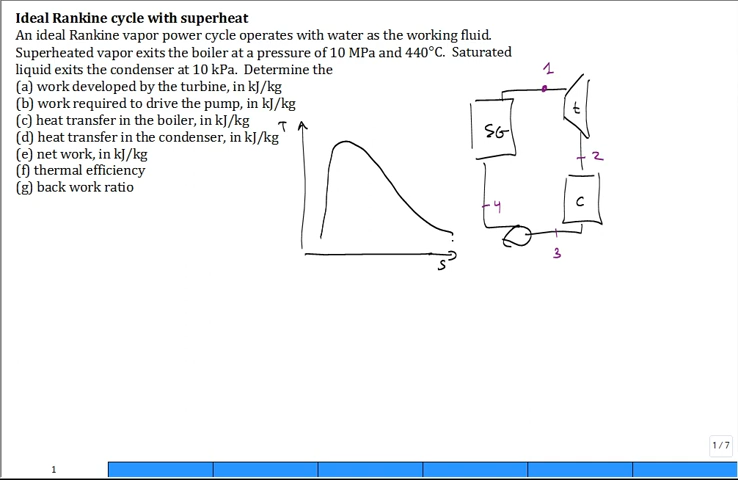 Ideal Rankine cycle with superheat
An ideal Rankine vapor power cycle operates with water as the working fluid.
Superheated vapor exits the boiler at a pressure of 10 MPa and 440°C. Saturated
liquid exits the condenser at 10 kPa. Determine the
(a) work developed by the turbine, in kJ/kg
(b) work required to drive the pump, in kJ/kg
(c) heat transfer in the boiler, in kJ/kg
(d) heat transfer in the condenser, in kJ/kg
(e) net work, in kJ/kg
(f) thermal efficiency
(g) back work ratio
T
S
1
SG
t
2
4
C
3
1/7
1